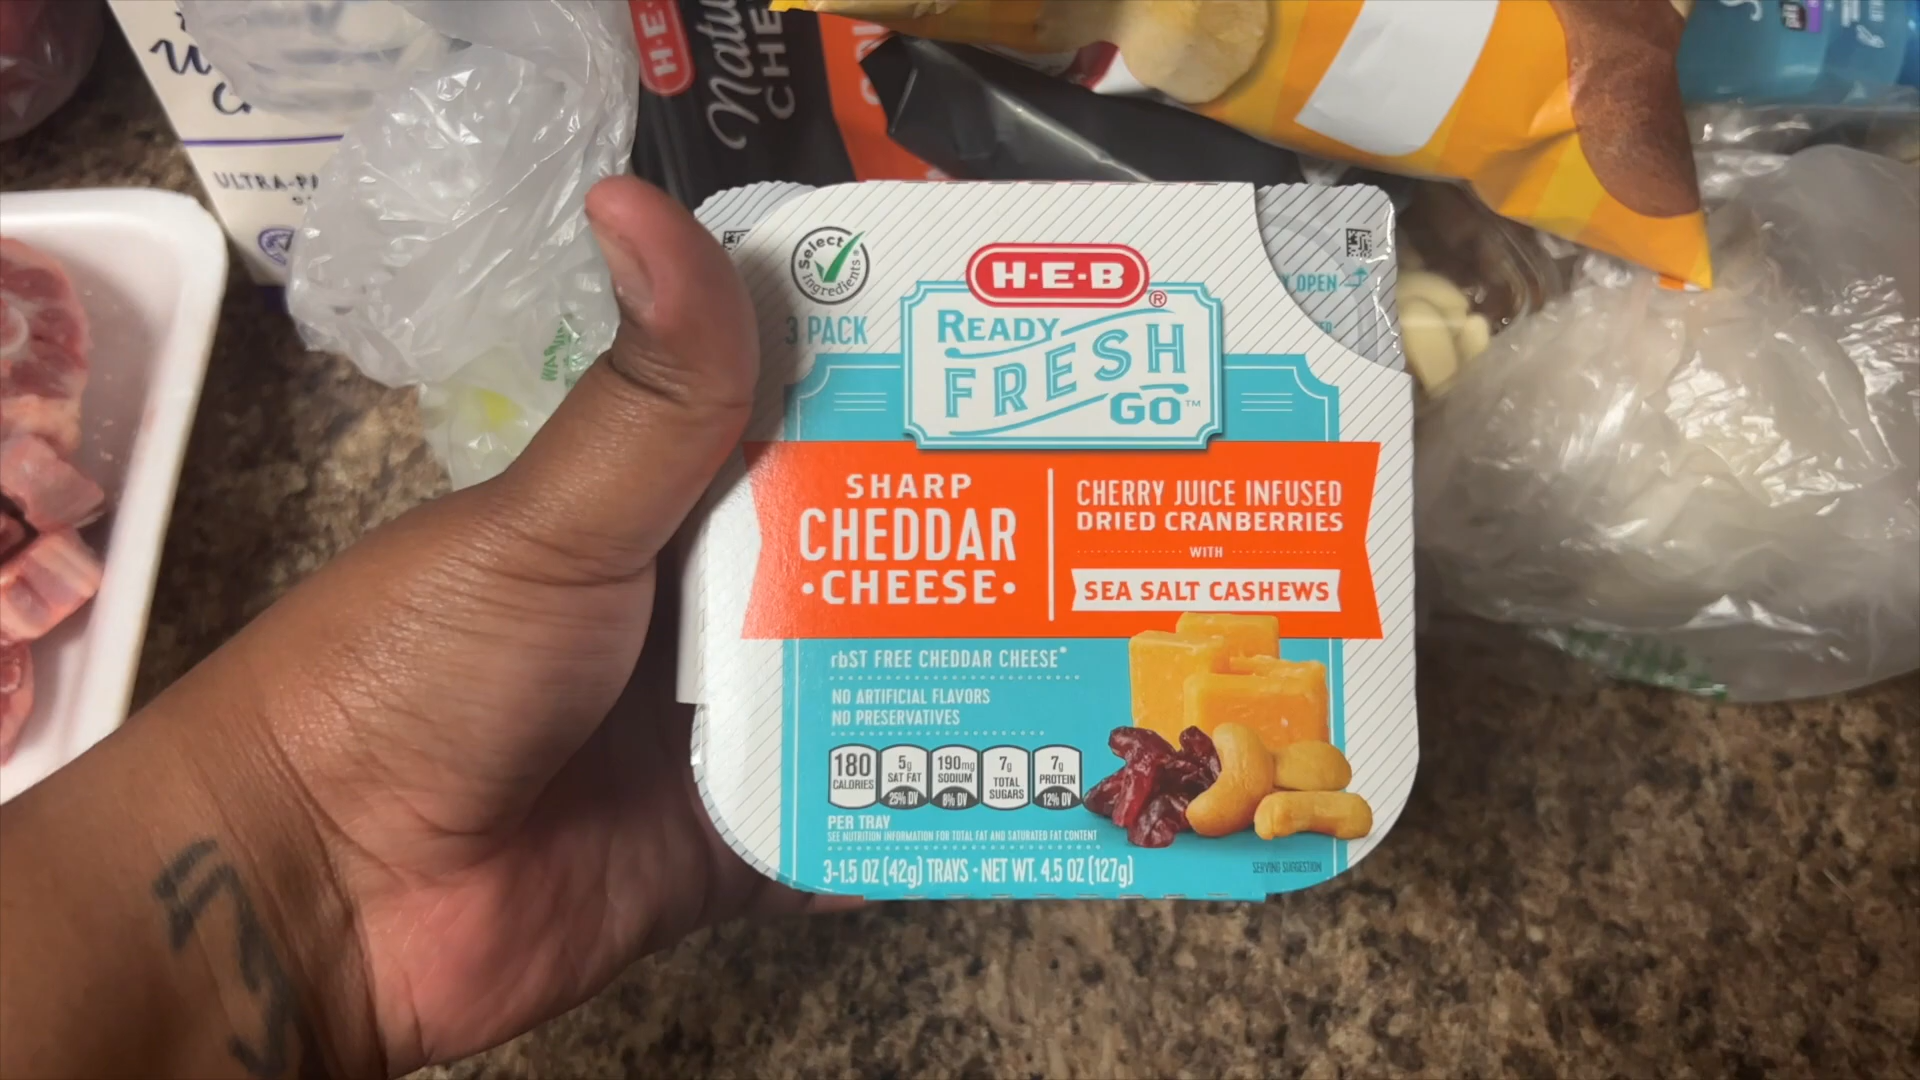 ULTRA-PA
H-E-B
Natu
CHE
Select
Ingredients
3 PACK
H-E-B®
READY
FRESH
GO™
OPEN
SHARP
CHEDDAR
•CHEESE•
CHERRY JUICE INFUSED
DRIED CRANBERRIES
WITH
SEA SALT CASHEWS
rbST FREE CHEDDAR CHEESE*
NO ARTIFICIAL FLAVORS
NO PRESERVATIVES
180 CALORIES
5g SAT FAT 25% DV
190mg SODIUM 8% DV
7g TOTAL SUGARS
7g PROTEIN 12% DV
PER TRAY
SEE NUTRITION INFORMATION FOR TOTAL FAT AND SATURATED FAT CONTENT
3-1.5 OZ (42g) TRAYS • NET WT. 4.5 OZ (127g)
SERVING SUGGESTION